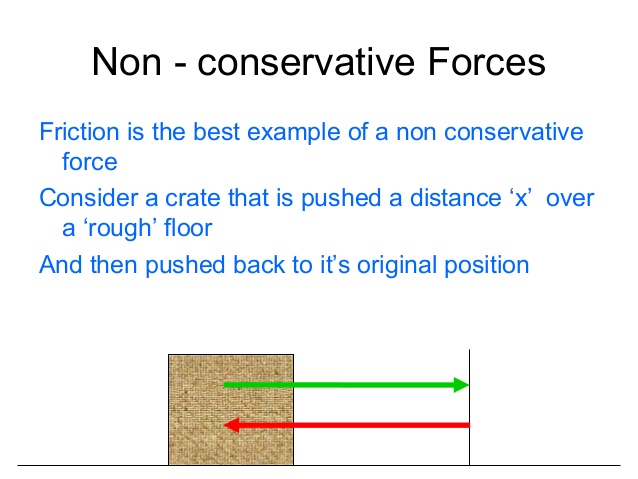 Non - conservative Forces
Friction is the best example of a non conservative
force
Consider a crate that is pushed a distance ‘x’  over
a ‘rough’ floor
And then pushed back to it’s original position